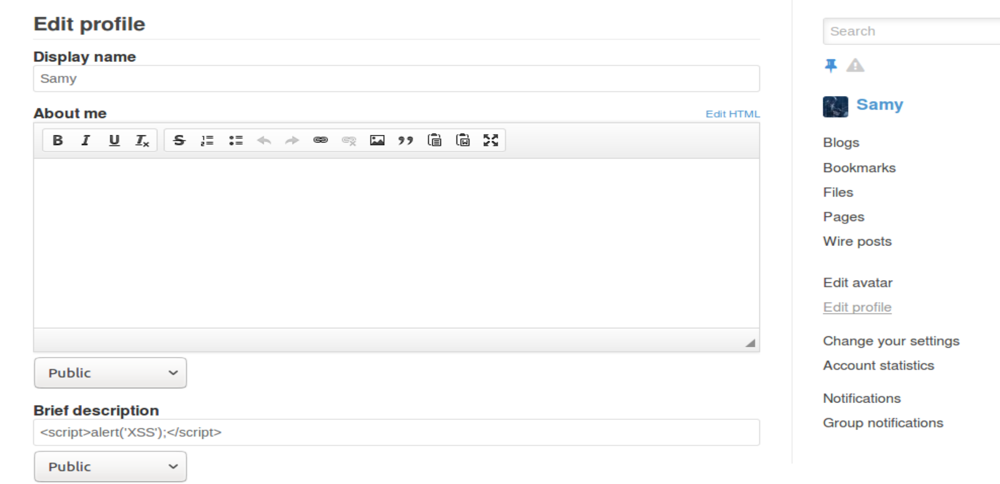 Edit profile
Display name
Samy
About me
Edit HTML
Public
Brief description
<script>alert('XSS');</script>
Public
Search
Samy
Blogs
Bookmarks
Files
Pages
Wire posts
Edit avatar
Edit profile
Change your settings
Account statistics
Notifications
Group notifications